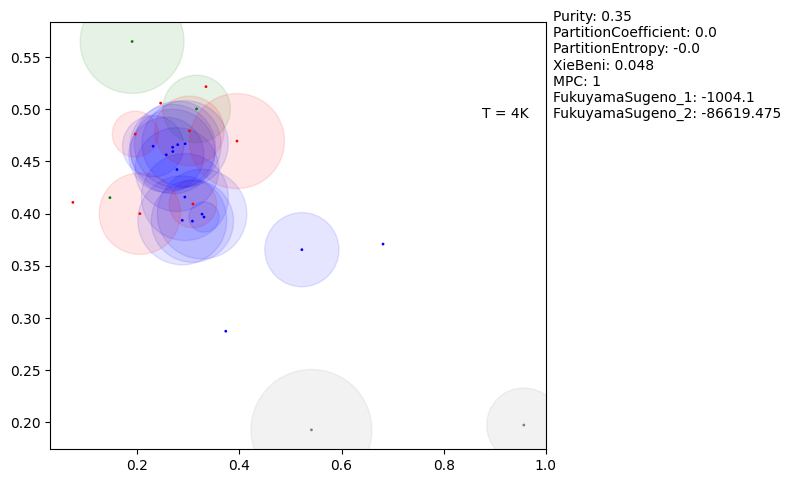 Purity: 0.35
PartitionCoefficient: 0.0
PartitionEntropy: -0.0
XieBeni: 0.048
MPC: 1
FukuyamaSugeno_1: -1004.1
FukuyamaSugeno_2: -86619.475
T = 4K
0.55
0.50
0.45
0.40
0.35
0.30
0.25
0.20
0.2 0.4 0.6 0.8 1.0